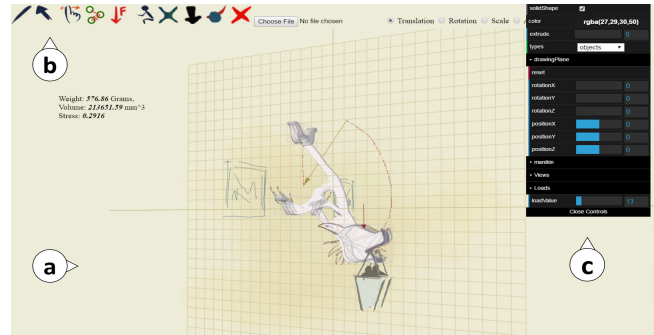 Choose File No file chosen
Translation Rotation Scale
b
Weight: 576.86 Grams,
Volume: 213651.59 mm^3
Stress: 0.2916
a
solidShape
color rgba(27,29,30,50)
extrude 0
types objects
drawingPlane
reset
rotationX 0
rotationY 0
rotationZ 0
positionX 0
positionY 0
positionZ 0
manikin
Views
Loads
loadValue 13
Close Controls
c